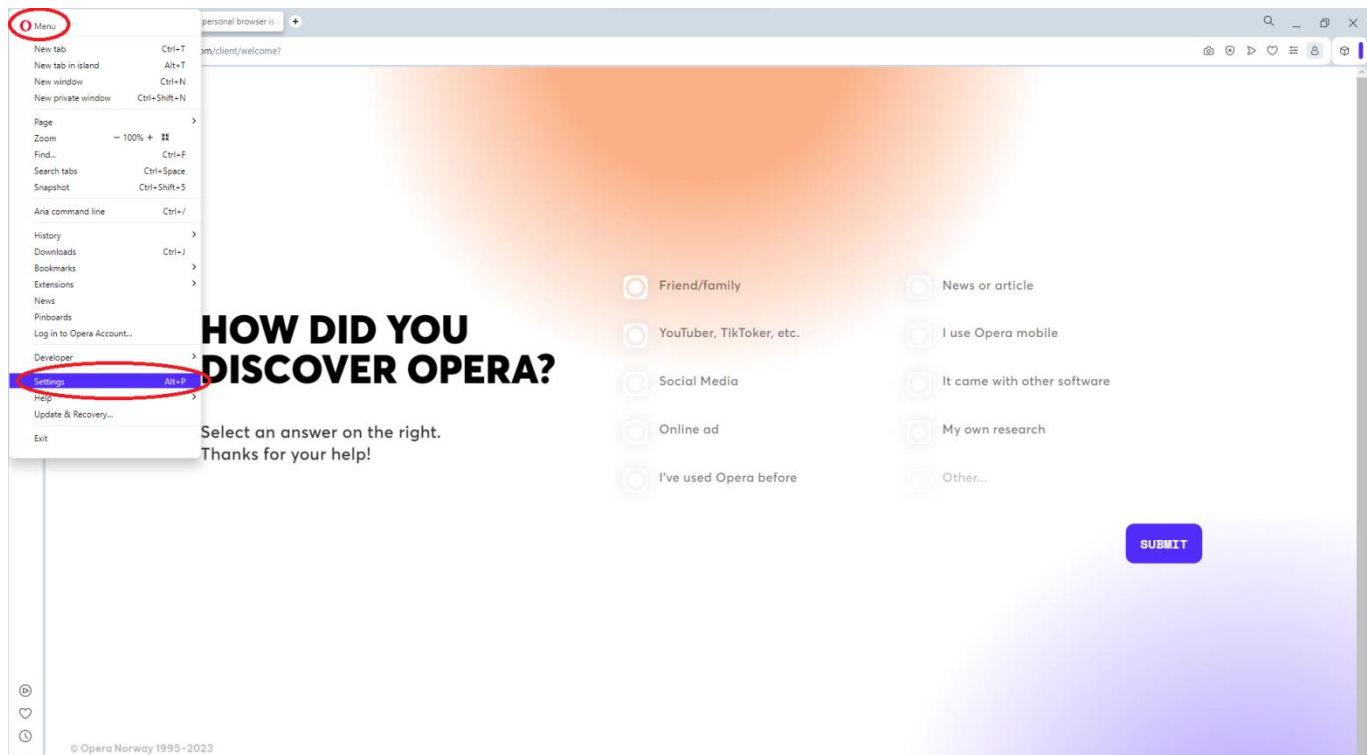 Menu
personal browser is
om/client/welcome?
New tab Ctrl+T
New tab in island Alt+T
New window Ctrl+N
New private window Ctrl+Shift+N
Page
Zoom − 100% +
Find... Ctrl+F
Search tabs Ctrl+Space
Snapshot Ctrl+Shift+5
Aria command line Ctrl+/
History
Downloads Ctrl+J
Bookmarks
Extensions
News
Pinboards
Log in to Opera Account...
Developer
Settings Alt+P
Help
Update & Recovery...
Exit
HOW DID YOU
DISCOVER OPERA?
Select an answer on the right.
Thanks for your help!
Friend/family
YouTuber, TikToker, etc.
Social Media
Online ad
I've used Opera before
News or article
I use Opera mobile
It came with other software
My own research
Other...
SUBMIT
© Opera Norway 1995-2023